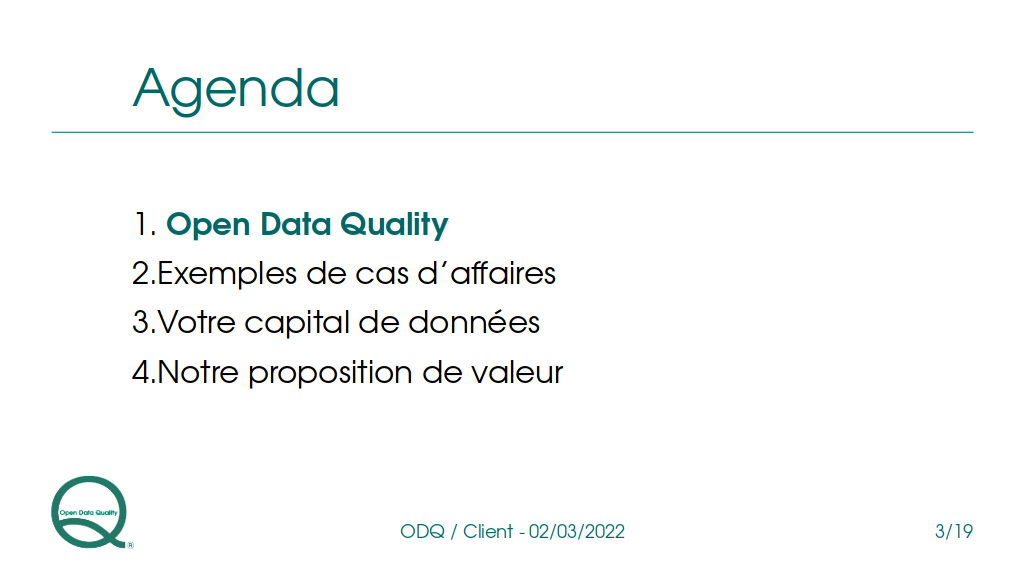 Agenda
1. Open Data Quality
2.Exemples de cas d’affaires
3.Votre capital de données
4.Notre proposition de valeur
Open Data Quality
®
ODQ / Client - 02/03/2022
3/19